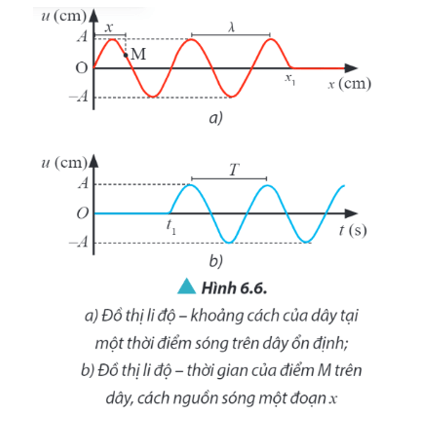 u (cm)
x
λ
A
M
O
x₁
x (cm)
−A
a)
u (cm)
T
A
O
t₁
t (s)
−A
b)
Hình 6.6.
a) Đồ thị li độ – khoảng cách của dây tại
một thời điểm sóng trên dây ổn định;
b) Đồ thị li độ – thời gian của điểm M trên
dây, cách nguồn sóng một đoạn x